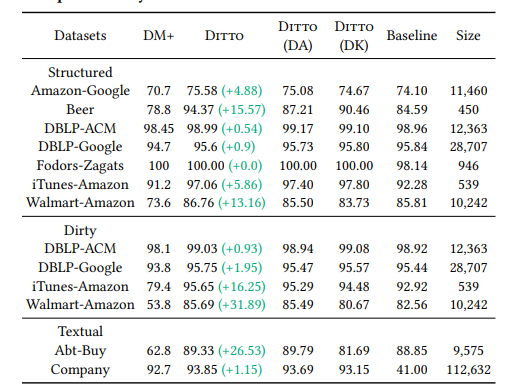 Datasets DM+ DITTO DITTO (DA) DITTO (DK) Baseline Size
Structured
Amazon-Google 70.7 75.58 (+4.88) 75.08 74.67 74.10 11,460
Beer 78.8 94.37 (+15.57) 87.21 90.46 84.59 450
DBLP-ACM 98.45 98.99 (+0.54) 99.17 99.10 98.96 12,363
DBLP-Google 94.7 95.6 (+0.9) 95.73 95.80 95.84 28,707
Fodors-Zagats 100 100.00 (+0.0) 100.00 100.00 98.14 946
iTunes-Amazon 91.2 97.06 (+5.86) 97.40 97.80 92.28 539
Walmart-Amazon 73.6 86.76 (+13.16) 85.50 83.73 85.81 10,242
Dirty
DBLP-ACM 98.1 99.03 (+0.93) 98.94 99.08 98.92 12,363
DBLP-Google 93.8 95.75 (+1.95) 95.47 95.57 95.44 28,707
iTunes-Amazon 79.4 95.65 (+16.25) 95.29 94.48 92.92 539
Walmart-Amazon 53.8 85.69 (+31.89) 85.49 80.67 82.56 10,242
Textual
Abt-Buy 62.8 89.33 (+26.53) 89.79 81.69 88.85 9,575
Company 92.7 93.85 (+1.15) 93.69 93.15 41.00 112,632